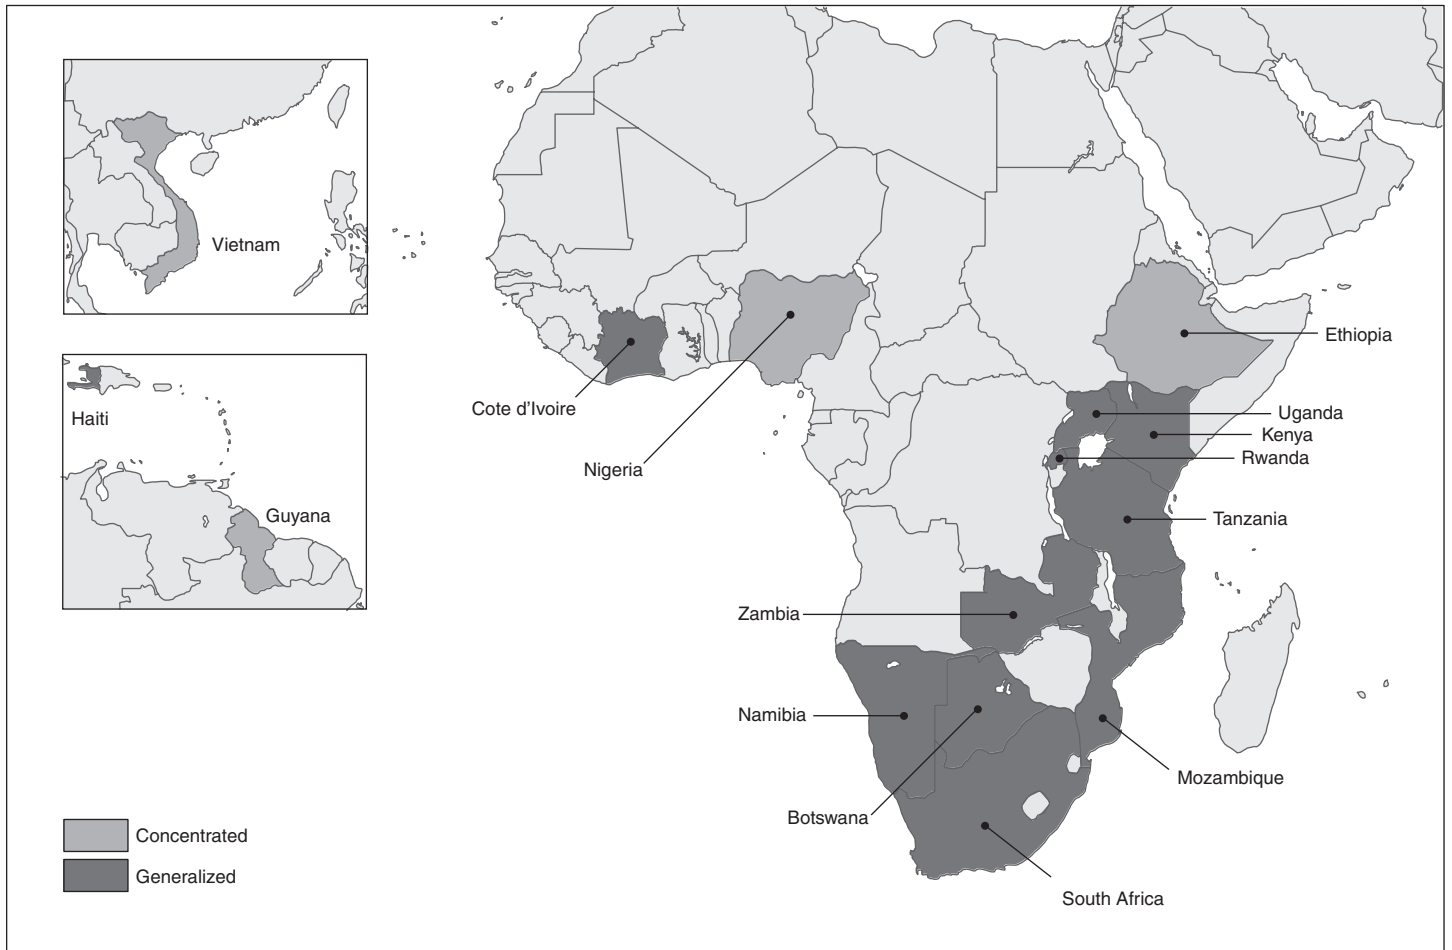 Vietnam
Haiti
Guyana
Cote d'Ivoire
Nigeria
Ethiopia
Uganda
Kenya
Rwanda
Tanzania
Zambia
Namibia
Mozambique
Botswana
South Africa
Concentrated
Generalized